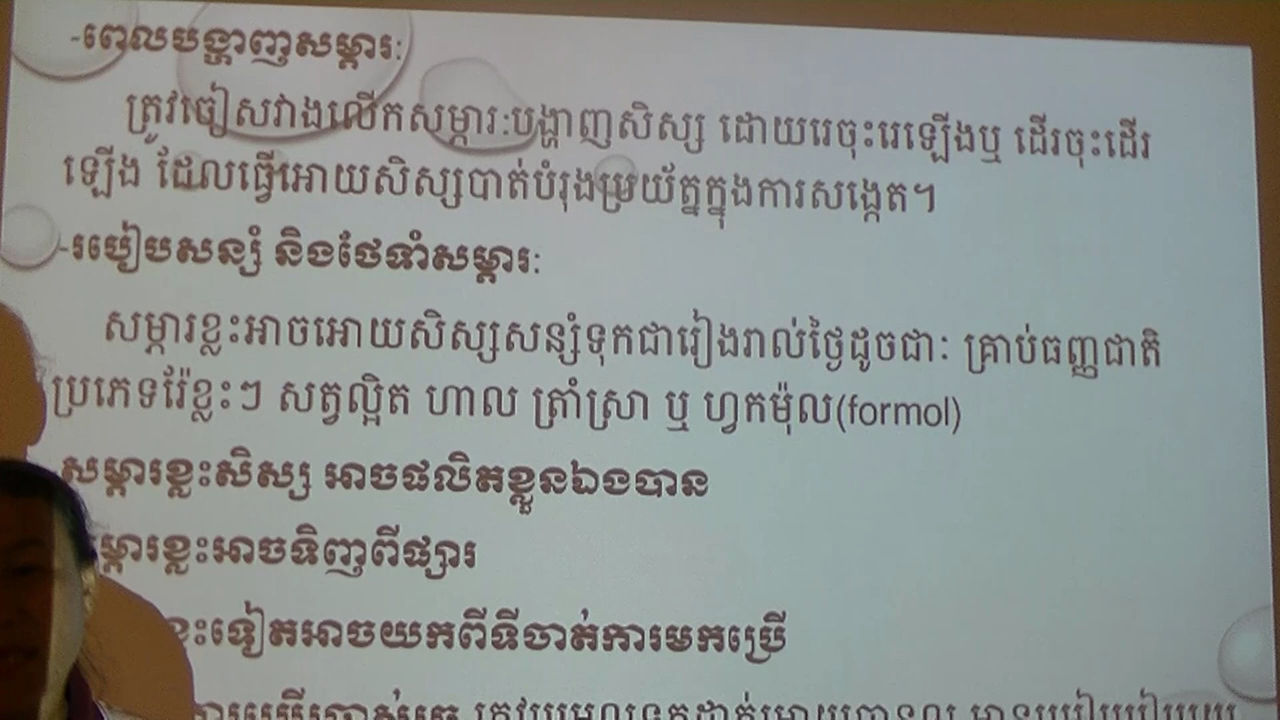 -ពេលបង្ហាញសម្ភារៈ
ត្រូវចៀសវាងលើកសម្ភារៈបង្ហាញសិស្ស ដោយរេចុះរេឡើងឬ ដើរចុះដើរ
ឡើង ដែលធ្វើអោយសិស្សបាត់បំរុងប្រយ័ត្នក្នុងការសង្កេត។
-របៀបសន្សំ និងថែទាំសម្ភារៈ
សម្ភារខ្លះអាចអោយសិស្សសន្សំទុកជារៀងរាល់ថ្ងៃដូចជាៈ គ្រាប់ធញ្ញជាតិ
ប្រភេទរ៉ែខ្លះៗ សត្វល្អិត ហាល ត្រាំស្រា ឬ ហ្វកម៉ុល(formol)
សម្ភារខ្លះសិស្ស អាចផលិតខ្លួនឯងបាន
សម្ភារខ្លះអាចទិញពីផ្សារ
ខ្លះទៀតអាចយកពីទីចាត់ការមកប្រើ